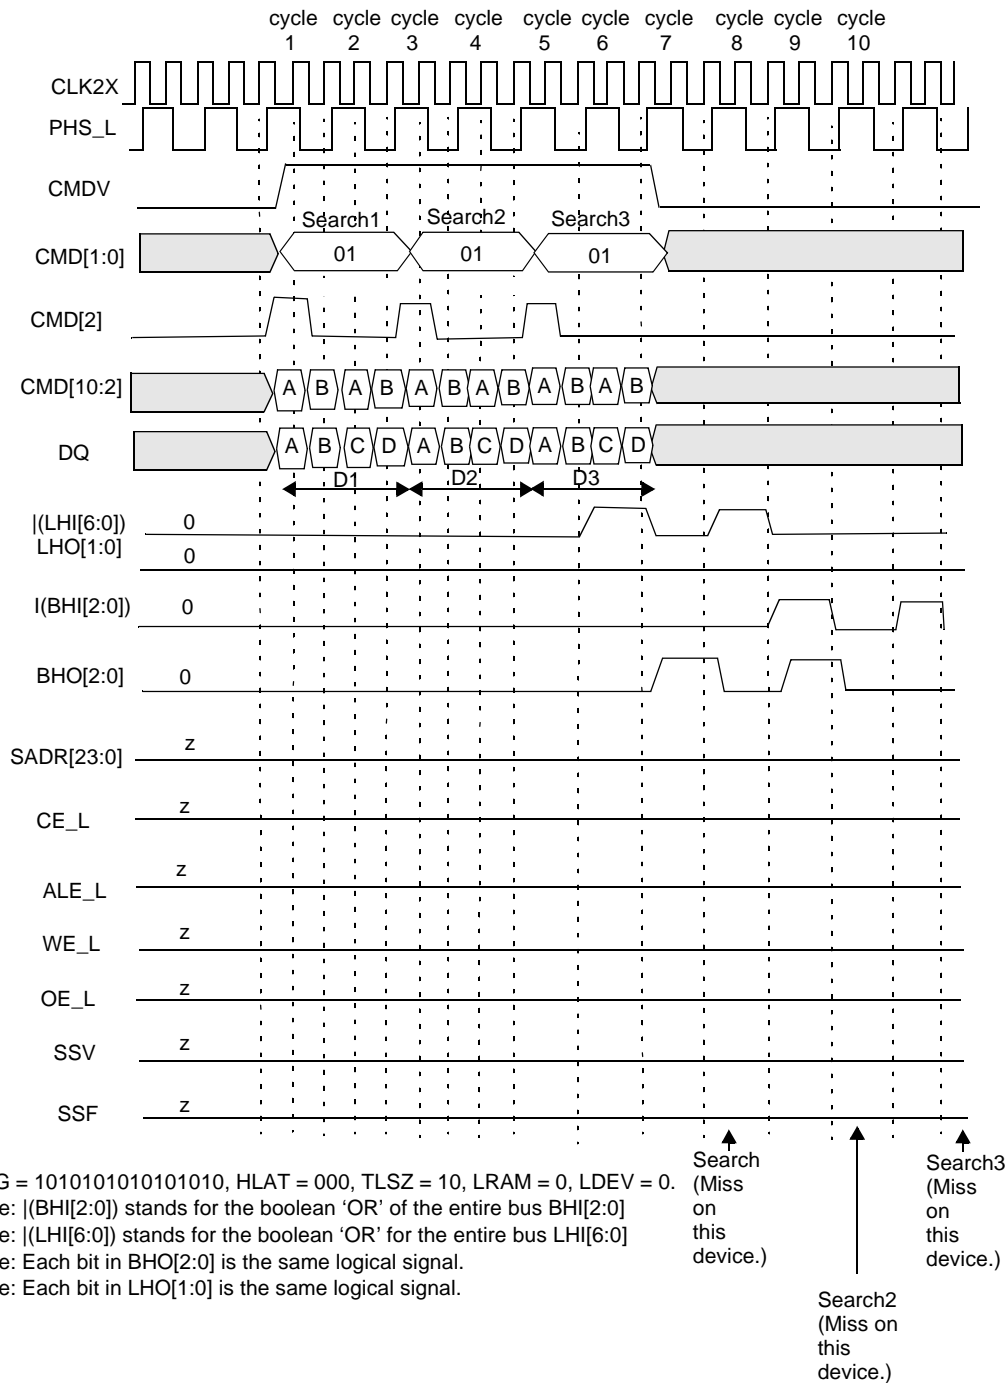 cycle cycle cycle cycle cycle cycle cycle cycle cycle cycle
1 2 3 4 5 6 7 8 9 10
CLK2X
PHS_L
CMDV
Search1 Search2 Search3
CMD[1:0] 01 01 01
CMD[2]
CMD[10:2] A B A B A B A B A B A B
DQ A B C D A B C D A B C D
D1 D2 D3
|(LHI[6:0]) 0
LHO[1:0] 0
I(BHI[2:0]) 0
BHO[2:0] 0
SADR[23:0] z
CE_L z
ALE_L z
WE_L z
OE_L z
SSV z
SSF z
G = 1010101010101010, HLAT = 000, TLSZ = 10, LRAM = 0, LDEV = 0.
e: |(BHI[2:0]) stands for the boolean ‘OR’ of the entire bus BHI[2:0]
e: |(LHI[6:0]) stands for the boolean ‘OR’ for the entire bus LHI[6:0]
e: Each bit in BHO[2:0] is the same logical signal.
e: Each bit in LHO[1:0] is the same logical signal.
Search
(Miss
on
this
device.)
Search2
(Miss on
this
device.)
Search3
(Miss
on
this
device.)